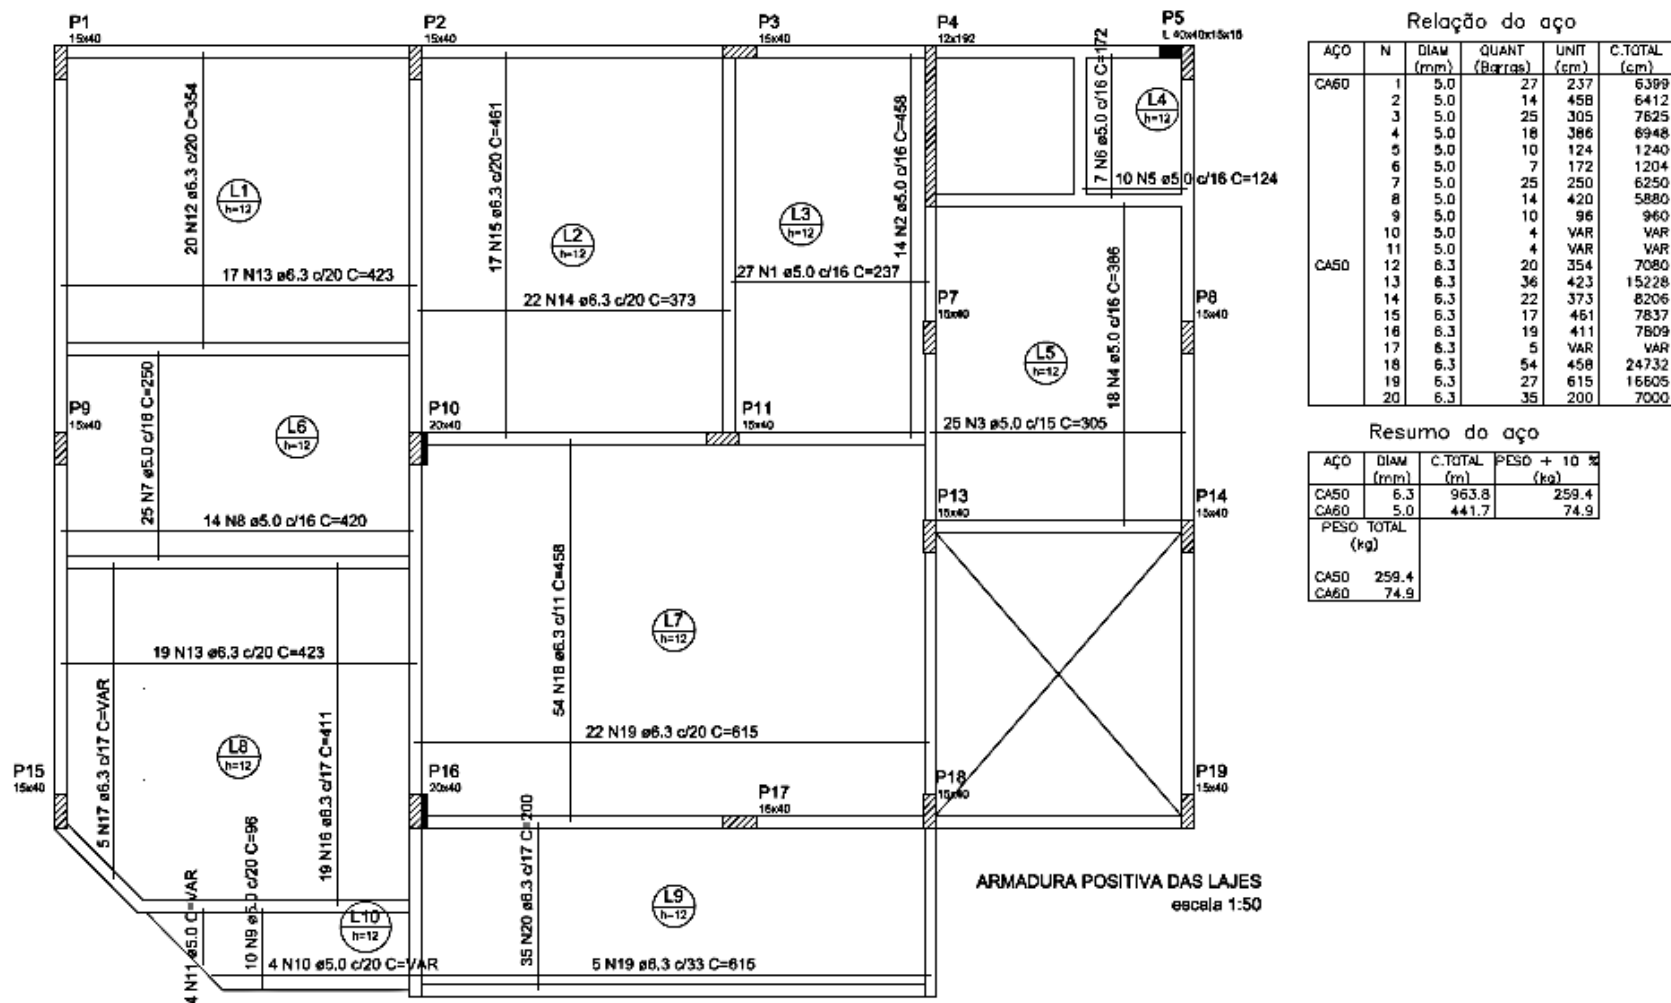 P1
15x40
P2
15x40
P3
15x40
P4
12x192
P5
L 40x40x15x15
20 N12 ø6.3 c/20 C=354
17 N15 ø6.3 c/20 C=461
14 N2 ø5.0 c/16 C=458
7 N6 ø5.0 c/16 C=172
L4
h=12
10 N5 ø5.0 c/16 C=124
L1
h=12
L2
h=12
L3
h=12
17 N13 ø6.3 c/20 C=423
22 N14 ø6.3 c/20 C=373
27 N1 ø5.0 c/16 C=237
P7
15x40
P8
15x40
18 N4 ø5.0 c/16 C=386
L5
h=12
25 N7 ø5.0 c/16 C=250
P9
15x40
L6
h=12
P10
20x40
P11
15x40
25 N3 ø5.0 c/15 C=305
14 N8 ø5.0 c/16 C=420
P13
15x40
P14
15x40
54 N18 ø6.3 c/11 C=458
L7
h=12
19 N13 ø6.3 c/20 C=423
5 N17 ø6.3 c/17 C=VAR
19 N16 ø6.3 c/17 C=411
22 N19 ø6.3 c/20 C=615
L8
h=12
P15
15x40
P16
20x40
P17
15x40
P18
15x40
P19
15x40
4 N11 ø5.0 C=VAR
10 N9 ø5.0 c/20 C=96
35 N20 ø6.3 c/17 C=200
L10
h=12
L9
h=12
4 N10 ø5.0 c/20 C=VAR
5 N19 ø6.3 c/33 C=615
ARMADURA POSITIVA DAS LAJES
escala 1:50
Relação do aço
AÇO N DIAM QUANT UNIT C.TOTAL
(mm) (Barras) (cm) (cm)
CA60 1 5.0 27 237 6399
2 5.0 14 458 6412
3 5.0 25 305 7625
4 5.0 18 386 6948
5 5.0 10 124 1240
6 5.0 7 172 1204
7 5.0 25 250 6250
8 5.0 14 420 5880
9 5.0 10 96 960
10 5.0 4 VAR VAR
11 5.0 4 VAR VAR
CA50 12 6.3 20 354 7080
13 6.3 36 423 15228
14 6.3 22 373 8206
15 6.3 17 461 7837
16 6.3 19 411 7809
17 6.3 5 VAR VAR
18 6.3 54 458 24732
19 6.3 27 615 16605
20 6.3 35 200 7000
Resumo do aço
AÇO DIAM C.TOTAL PESO + 10 %
(mm) (m) (kg)
CA50 6.3 963.8 259.4
CA60 5.0 441.7 74.9
PESO TOTAL
(kg)
CA50 259.4
CA60 74.9